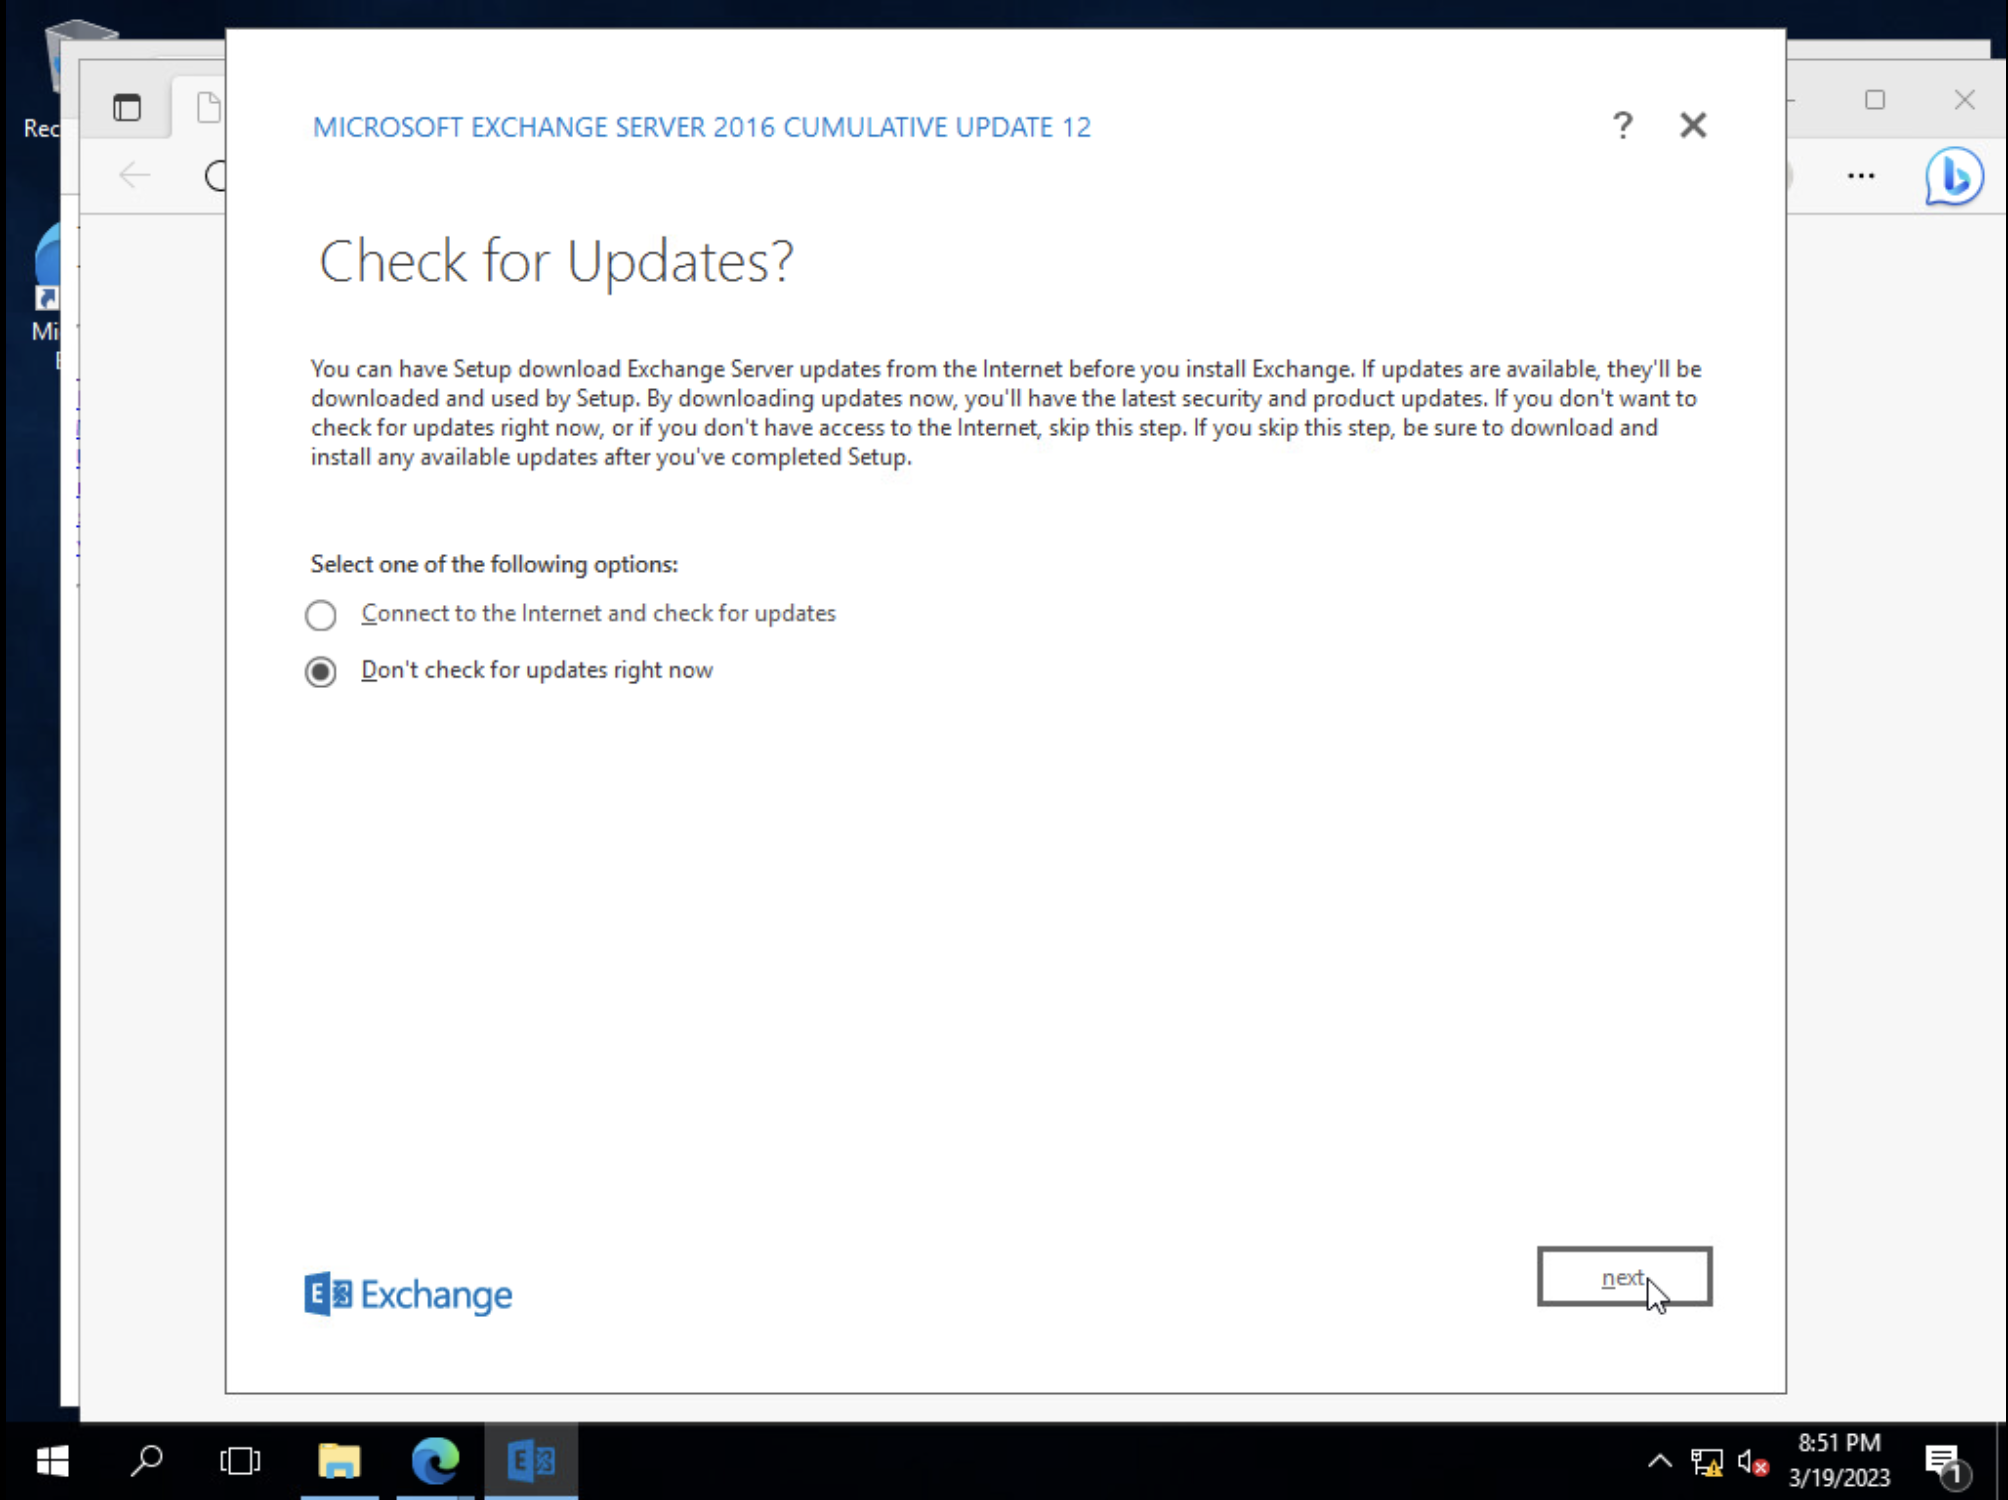 MICROSOFT EXCHANGE SERVER 2016 CUMULATIVE UPDATE 12
?
Rec
Check for Updates?
Mi
You can have Setup download Exchange Server updates from the Internet before you install Exchange. If updates are available, they'll be
downloaded and used by Setup. By downloading updates now, you'll have the latest security and product updates. If you don't want to
check for updates right now, or if you don't have access to the Internet, skip this step. If you skip this step, be sure to download and
install any available updates after you've completed Setup.
Select one of the following options:
Connect to the Internet and check for updates
Don't check for updates right now
next
Exchange
8:51 PM
3/19/2023
1